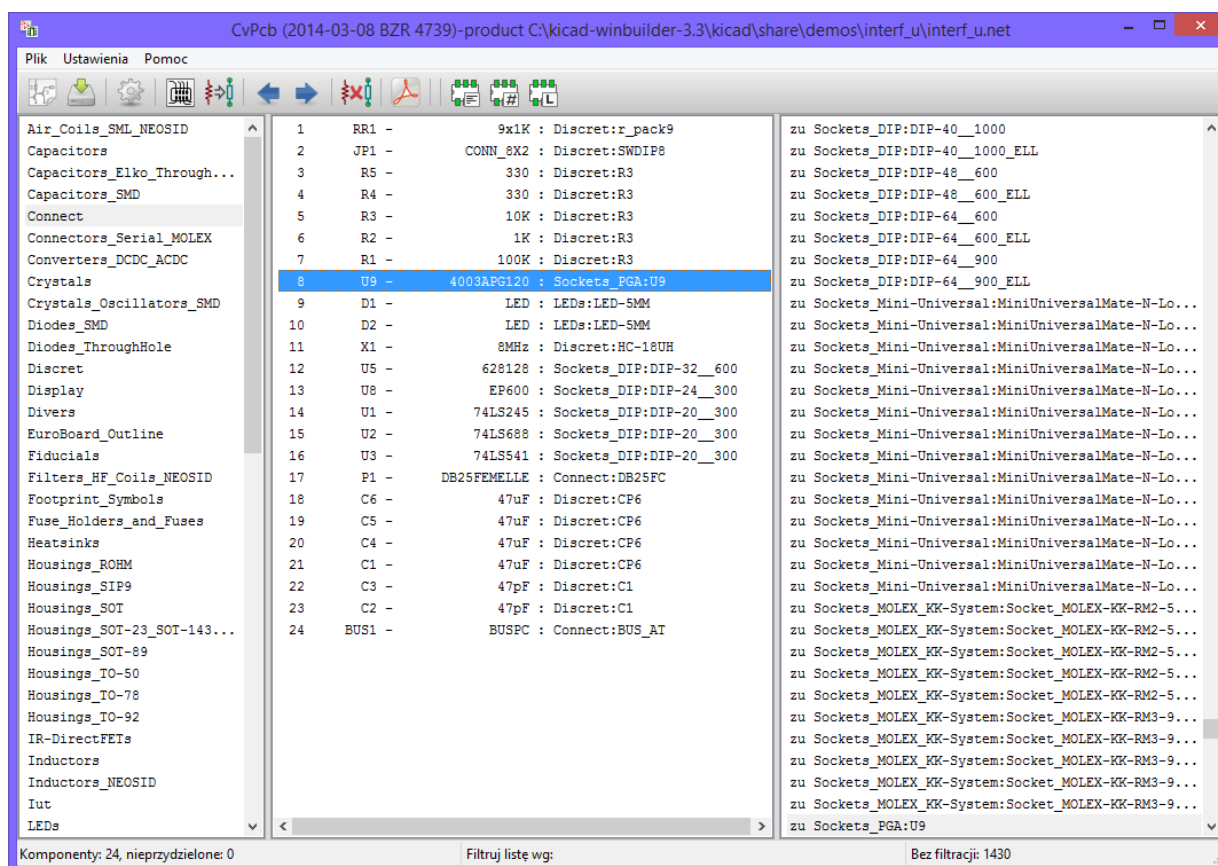 CvPcb (2014-03-08 BZR 4739)-product C:\kicad-winbuilder-3.3\kicad\share\demos\interf_u\interf_u.net
Plik Ustawienia Pomoc
Air_Coils_SML_NEOSID
Capacitors
Capacitors_Elko_Through...
Capacitors_SMD
Connect
Connectors_Serial_MOLEX
Converters_DCDC_ACDC
Crystals
Crystals_Oscillators_SMD
Diodes_SMD
Diodes_ThroughHole
Discret
Display
Divers
EuroBoard_Outline
Fiducials
Filters_HF_Coils_NEOSID
Footprint_Symbols
Fuse_Holders_and_Fuses
Heatsinks
Housings_ROHM
Housings_SIP9
Housings_SOT
Housings_SOT-23_SOT-143...
Housings_SOT-89
Housings_TO-50
Housings_TO-78
Housings_TO-92
IR-DirectFETs
Inductors
Inductors_NEOSID
Iut
LEDs
1 RR1 - 9x1K : Discret:r_pack9
2 JP1 - CONN_8X2 : Discret:SWDIP8
3 R5 - 330 : Discret:R3
4 R4 - 330 : Discret:R3
5 R3 - 10K : Discret:R3
6 R2 - 1K : Discret:R3
7 R1 - 100K : Discret:R3
8 U9 - 4003APG120 : Sockets_PGA:U9
9 D1 - LED : LEDs:LED-5MM
10 D2 - LED : LEDs:LED-5MM
11 X1 - 8MHz : Discret:HC-18UH
12 U5 - 628128 : Sockets_DIP:DIP-32__600
13 U8 - EP600 : Sockets_DIP:DIP-24__300
14 U1 - 74LS245 : Sockets_DIP:DIP-20__300
15 U2 - 74LS688 : Sockets_DIP:DIP-20__300
16 U3 - 74LS541 : Sockets_DIP:DIP-20__300
17 P1 - DB25FEMELLE : Connect:DB25FC
18 C6 - 47uF : Discret:CP6
19 C5 - 47uF : Discret:CP6
20 C4 - 47uF : Discret:CP6
21 C1 - 47uF : Discret:CP6
22 C3 - 47pF : Discret:C1
23 C2 - 47pF : Discret:C1
24 BUS1 - BUSPC : Connect:BUS_AT
zu Sockets_DIP:DIP-40__1000
zu Sockets_DIP:DIP-40__1000_ELL
zu Sockets_DIP:DIP-48__600
zu Sockets_DIP:DIP-48__600_ELL
zu Sockets_DIP:DIP-64__600
zu Sockets_DIP:DIP-64__600_ELL
zu Sockets_DIP:DIP-64__900
zu Sockets_DIP:DIP-64__900_ELL
zu Sockets_Mini-Universal:MiniUniversalMate-N-Lo...
zu Sockets_Mini-Universal:MiniUniversalMate-N-Lo...
zu Sockets_Mini-Universal:MiniUniversalMate-N-Lo...
zu Sockets_Mini-Universal:MiniUniversalMate-N-Lo...
zu Sockets_Mini-Universal:MiniUniversalMate-N-Lo...
zu Sockets_Mini-Universal:MiniUniversalMate-N-Lo...
zu Sockets_Mini-Universal:MiniUniversalMate-N-Lo...
zu Sockets_Mini-Universal:MiniUniversalMate-N-Lo...
zu Sockets_Mini-Universal:MiniUniversalMate-N-Lo...
zu Sockets_Mini-Universal:MiniUniversalMate-N-Lo...
zu Sockets_Mini-Universal:MiniUniversalMate-N-Lo...
zu Sockets_Mini-Universal:MiniUniversalMate-N-Lo...
zu Sockets_Mini-Universal:MiniUniversalMate-N-Lo...
zu Sockets_Mini-Universal:MiniUniversalMate-N-Lo...
zu Sockets_MOLEX_KK-System:Socket_MOLEX-KK-RM2-5...
zu Sockets_MOLEX_KK-System:Socket_MOLEX-KK-RM2-5...
zu Sockets_MOLEX_KK-System:Socket_MOLEX-KK-RM2-5...
zu Sockets_MOLEX_KK-System:Socket_MOLEX-KK-RM2-5...
zu Sockets_MOLEX_KK-System:Socket_MOLEX-KK-RM2-5...
zu Sockets_MOLEX_KK-System:Socket_MOLEX-KK-RM3-9...
zu Sockets_MOLEX_KK-System:Socket_MOLEX-KK-RM3-9...
zu Sockets_MOLEX_KK-System:Socket_MOLEX-KK-RM3-9...
zu Sockets_MOLEX_KK-System:Socket_MOLEX-KK-RM3-9...
zu Sockets_MOLEX_KK-System:Socket_MOLEX-KK-RM3-9...
zu Sockets_PGA:U9
Komponenty: 24, nieprzydzielone: 0
Filtruj listę wg:
Bez filtracji: 1430